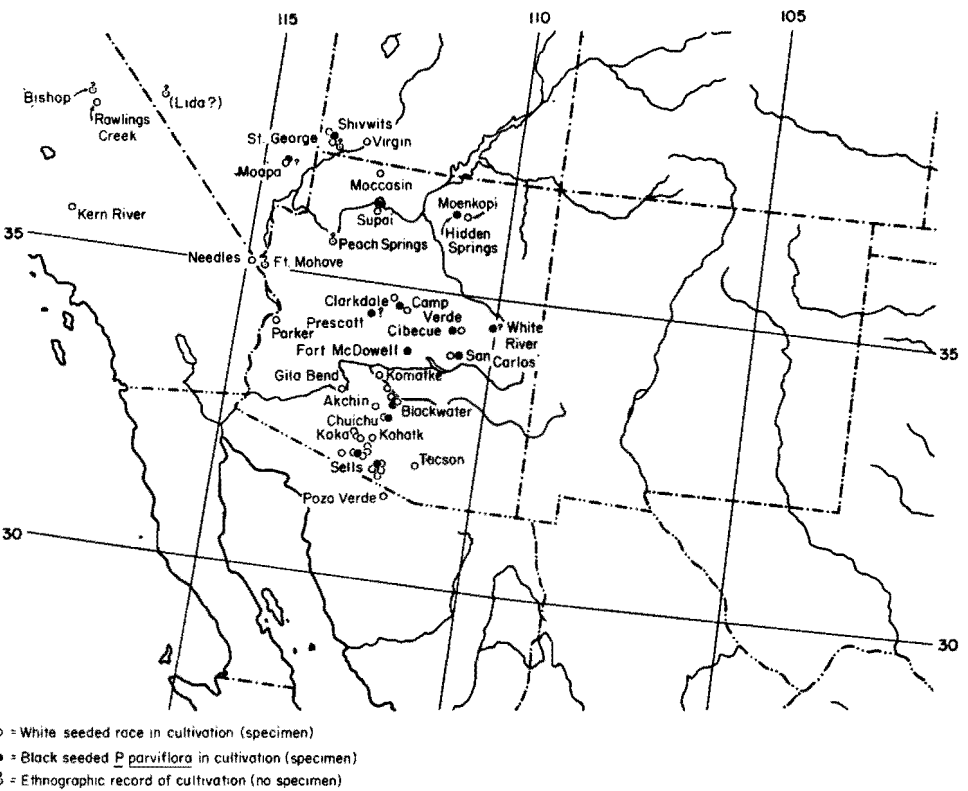 115
110
105
Bishop
?
(Lida?)
Rawlings
Creek
Shivwits
St. George
?
Virgin
Moapa
?
Moccasin
Kern River
Supai
Moenkopi
Hidden
Springs
35
Peach Springs
Needles
Ft. Mohave
Clarkdale
Camp
Verde
Prescott
?
Cibecue
? White
River
Parker
Fort McDowell
San
Carlos
35
Gila Bend
Komatke
Akchin
Blackwater
Chuichu
Koka
Kohatk
Sells
Tucson
Pozo Verde
30
30
= White seeded race in cultivation (specimen)
= Black seeded P parviflora in cultivation (specimen)
= Ethnographic record of cultivation (no specimen)